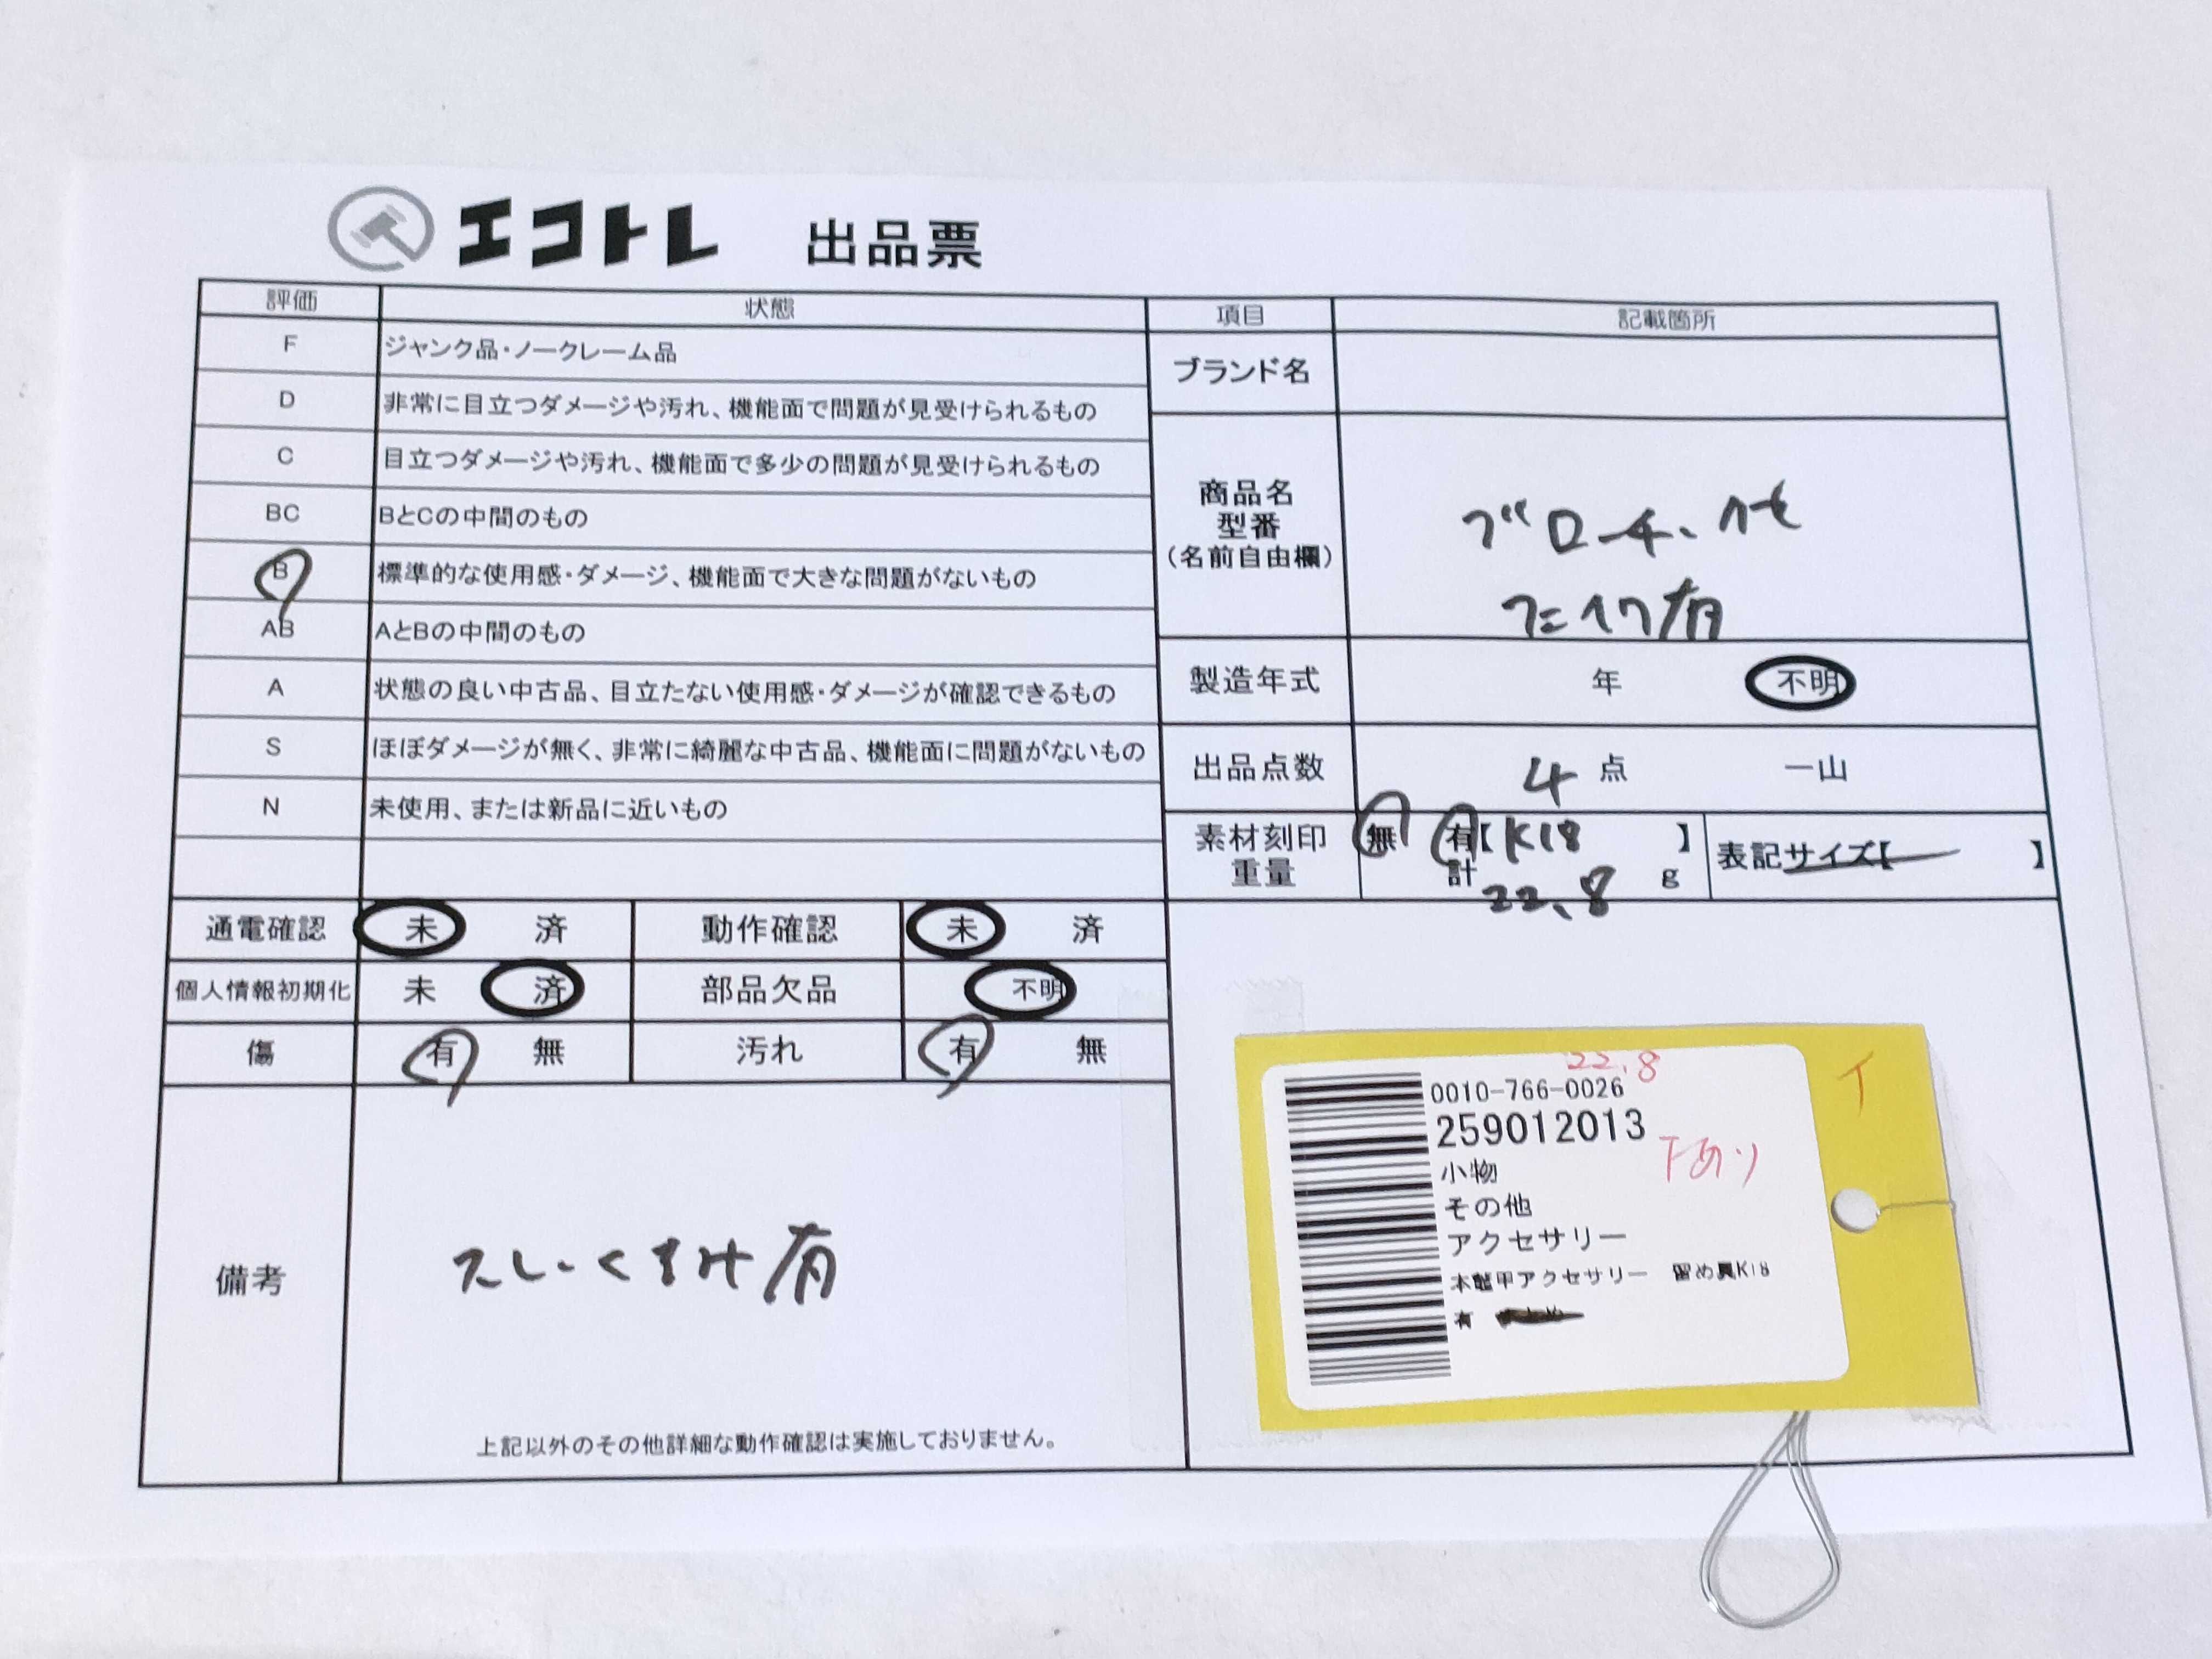 エコトレ 出品票
評価 状態
F ジャンク品・ノークレーム品
D 非常に目立つダメージや汚れ、機能面で問題が見受けられるもの
C 目立つダメージや汚れ、機能面で多少の問題が見受けられるもの
BC BとCの中間のもの
B 標準的な使用感・ダメージ、機能面で大きな問題がないもの
AB AとBの中間のもの
A 状態の良い中古品、目立たない使用感・ダメージが確認できるもの
S ほぼダメージが無く、非常に綺麗な中古品、機能面に問題がないもの
N 未使用、または新品に近いもの
通電確認 未 済 動作確認 未 済
個人情報初期化 未 済 部品欠品 不明
傷 有 無 汚れ 有 無
備考
スレ・くすみ有
上記以外のその他詳細な動作確認は実施しておりません。
項目 記載箇所
ブランド名
商品名
型番
(名前自由欄)
ブローチ、他
有
製造年式 年 不明
出品点数 4 点 一山
素材刻印 無 有【K18 】 表記サイズ【 】
重量 計 22.8 g
22.8
0010-766-0026
259012013
下あり
イ
小物
その他
アクセサリー
本鼈甲アクセサリー 留め具K18
有